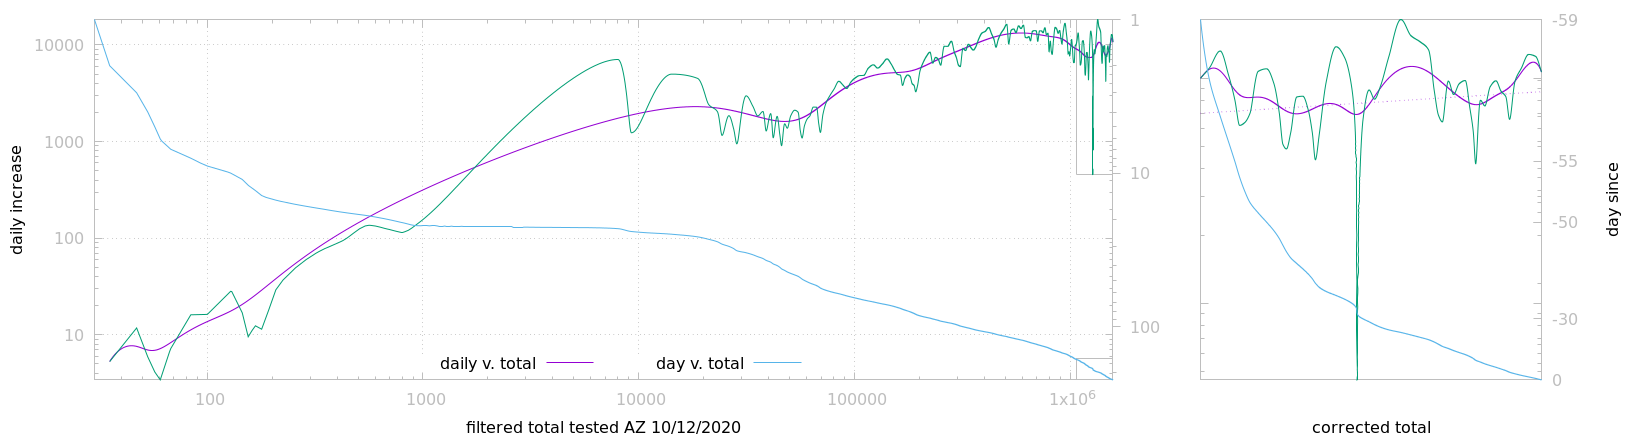 daily increase
10000
1000
100
10
100
1000
10000
100000
1x10⁶
1
10
100
daily v. total
day v. total
filtered total tested AZ 10/12/2020
-59
-55
-50
-30
0
day since
corrected total